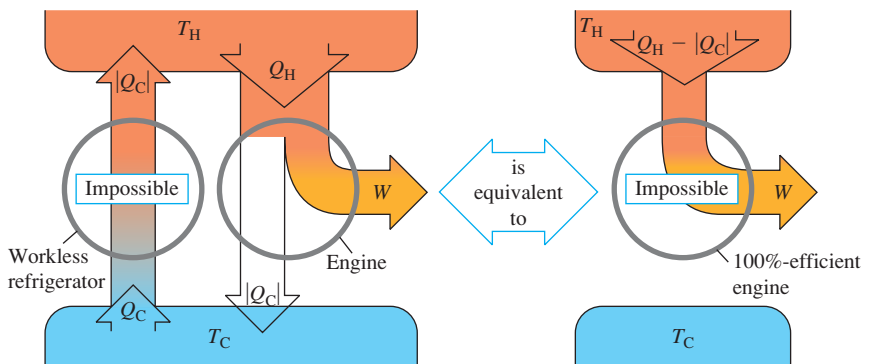 T_H
Q_H
|Q_C|
Impossible
W
Workless
refrigerator
Engine
Q_C
|Q_C|
T_C
is
equivalent
to
T_H
Q_H − |Q_C|
Impossible
W
100%-efficient
engine
T_C